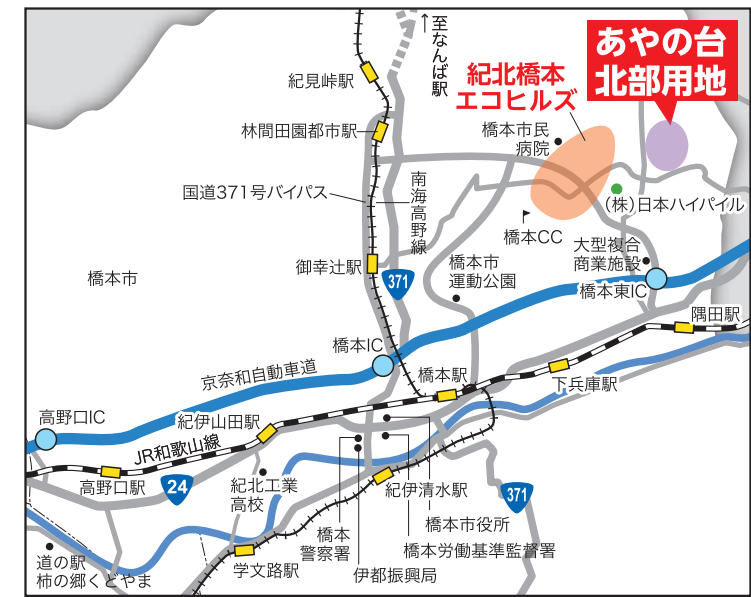 ↑至なんば駅
あやの台
北部用地
紀見峠駅
紀北橋本
エコヒルズ
林間田園都市駅
橋本市民
病院
国道371号バイパス
南海高野線
(株)日本ハイパイル
橋本CC
大型複合
商業施設
御幸辻駅
橋本市
運動公園
371
橋本市
橋本東IC
隅田駅
橋本IC
京奈和自動車道
橋本駅
下兵庫駅
高野口IC
紀伊山田駅
JR和歌山線
高野口駅
24
紀北工業
高校
紀伊清水駅
371
橋本市役所
橋本
警察署
橋本労働基準監督署
道の駅
柿の郷くどやま
学文路駅
伊都振興局